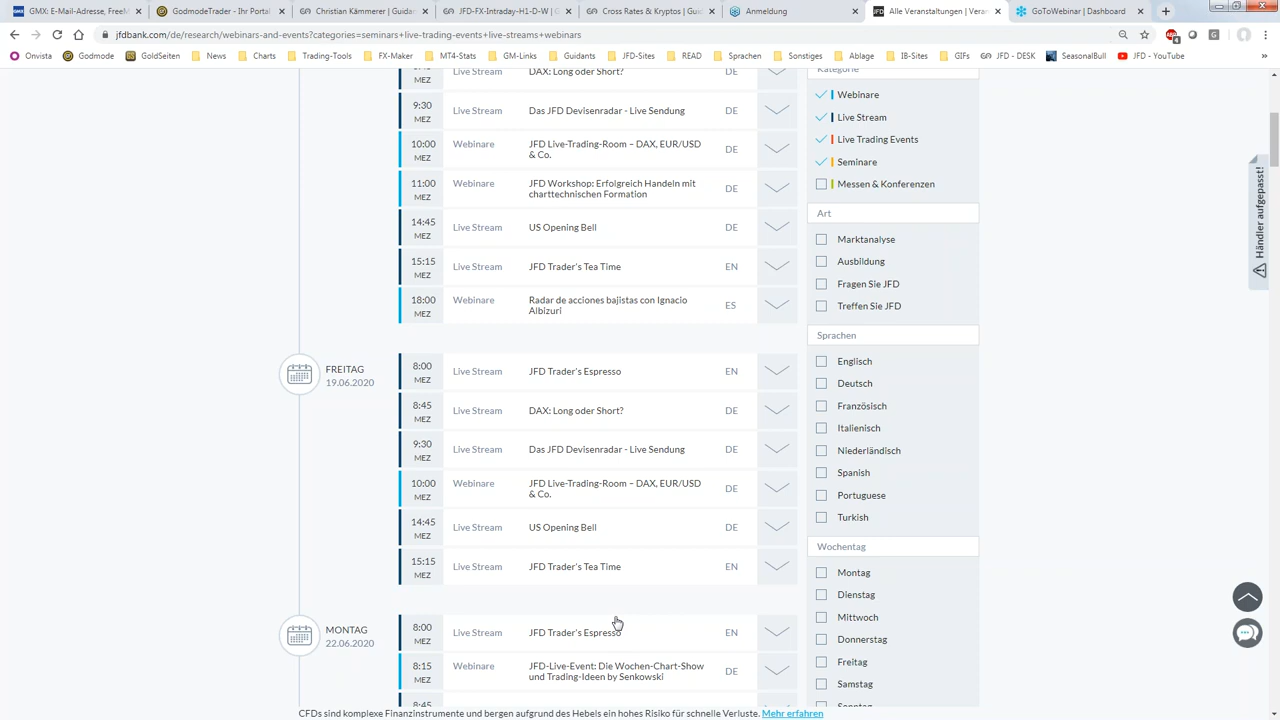 GMX: E-Mail-Adresse, FreeM
GodmodeTrader - Ihr Portal
Christian Kämmerer | Guidan
JFD-FX-Intraday-H1-D-W | G
Cross Rates & Kryptos | Gui
Anmeldung
Alle Veranstaltungen | Veran
GoToWebinar | Dashboard
jfdbank.com/de/research/webinars-and-events?categories=seminars+live-trading-events+live-streams+webinars
Onvista
Godmode
GoldSeiten
News
Charts
Trading-Tools
FX-Maker
MT4-Stats
GM-Links
Guidants
JFD-Sites
READ
Sprachen
Sonstiges
Ablage
IB-Sites
GIFs
JFD - DESK
SeasonalBull
JFD - YouTube
MEZ Live Stream DAX: Long oder Short? DE
9:30 MEZ Live Stream Das JFD Devisenradar - Live Sendung DE
10:00 MEZ Webinare JFD Live-Trading-Room – DAX, EUR/USD
& Co. DE
11:00 MEZ Webinare JFD Workshop: Erfolgreich Handeln mit
charttechnischen Formation DE
14:45 MEZ Live Stream US Opening Bell DE
15:15 MEZ Live Stream JFD Trader's Tea Time EN
18:00 MEZ Webinare Radar de acciones bajistas con Ignacio
Albizuri ES
FREITAG
19.06.2020
8:00 MEZ Live Stream JFD Trader's Espresso EN
8:45 MEZ Live Stream DAX: Long oder Short? DE
9:30 MEZ Live Stream Das JFD Devisenradar - Live Sendung DE
10:00 MEZ Webinare JFD Live-Trading-Room – DAX, EUR/USD
& Co. DE
14:45 MEZ Live Stream US Opening Bell DE
15:15 MEZ Live Stream JFD Trader's Tea Time EN
MONTAG
22.06.2020
8:00 MEZ Live Stream JFD Trader's Espresso EN
8:15 MEZ Webinare JFD-Live-Event: Die Wochen-Chart-Show
und Trading-Ideen by Senkowski DE
8:45
Kategorie
Webinare
Live Stream
Live Trading Events
Seminare
Messen & Konferenzen
Art
Marktanalyse
Ausbildung
Fragen Sie JFD
Treffen Sie JFD
Sprachen
Englisch
Deutsch
Französisch
Italienisch
Niederländisch
Spanish
Portuguese
Turkish
Wochentag
Montag
Dienstag
Mittwoch
Donnerstag
Freitag
Samstag
Sonntag
Händler aufgepasst!
CFDs sind komplexe Finanzinstrumente und bergen aufgrund des Hebels ein hohes Risiko für schnelle Verluste. Mehr erfahren